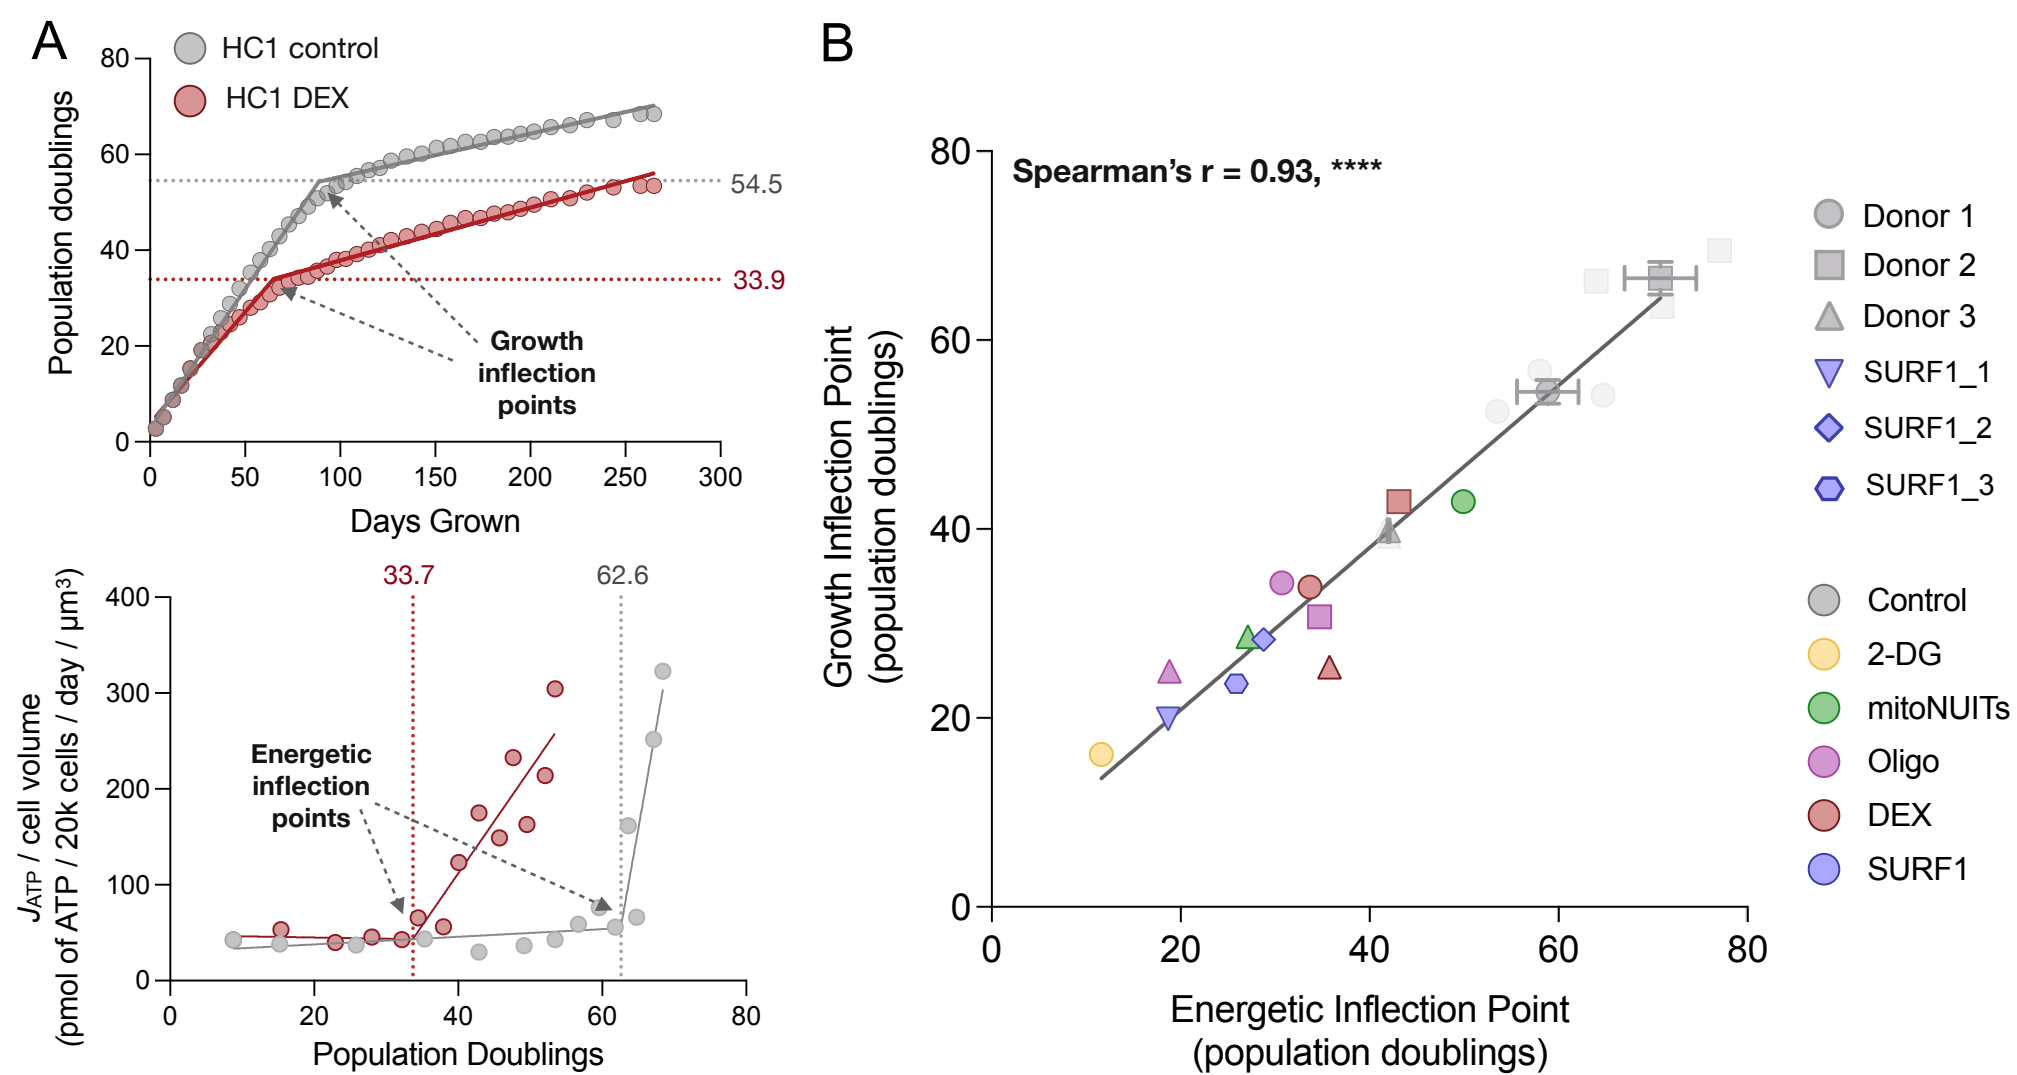 A
HC1 control
HC1 DEX
Population doublings
80
60
40
20
0
54.5
33.9
Growth
inflection
points
0 50 100 150 200 250 300
Days Grown
33.7 62.6
JATP / cell volume
(pmol of ATP / 20k cells / day / µm³)
400
300
200
100
0
Energetic
inflection
points
0 20 40 60 80
Population Doublings
B
Spearman’s r = 0.93, ****
Growth Inflection Point
(population doublings)
80
60
40
20
0
0 20 40 60 80
Energetic Inflection Point
(population doublings)
Donor 1
Donor 2
Donor 3
SURF1_1
SURF1_2
SURF1_3
Control
2-DG
mitoNUITs
Oligo
DEX
SURF1